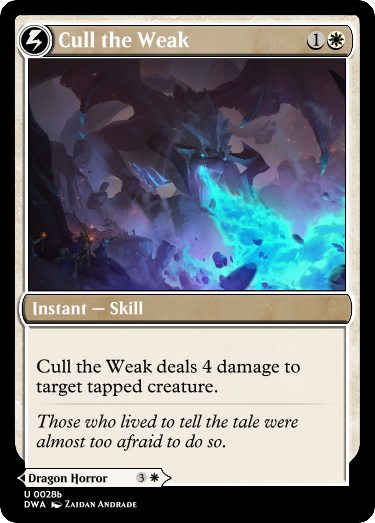 Cull the Weak 1
Instant — Skill
Cull the Weak deals 4 damage to
target tapped creature.
Those who lived to tell the tale were
almost too afraid to do so.
Dragon Horror 3
U 0028b
DWA Zaidan Andrade